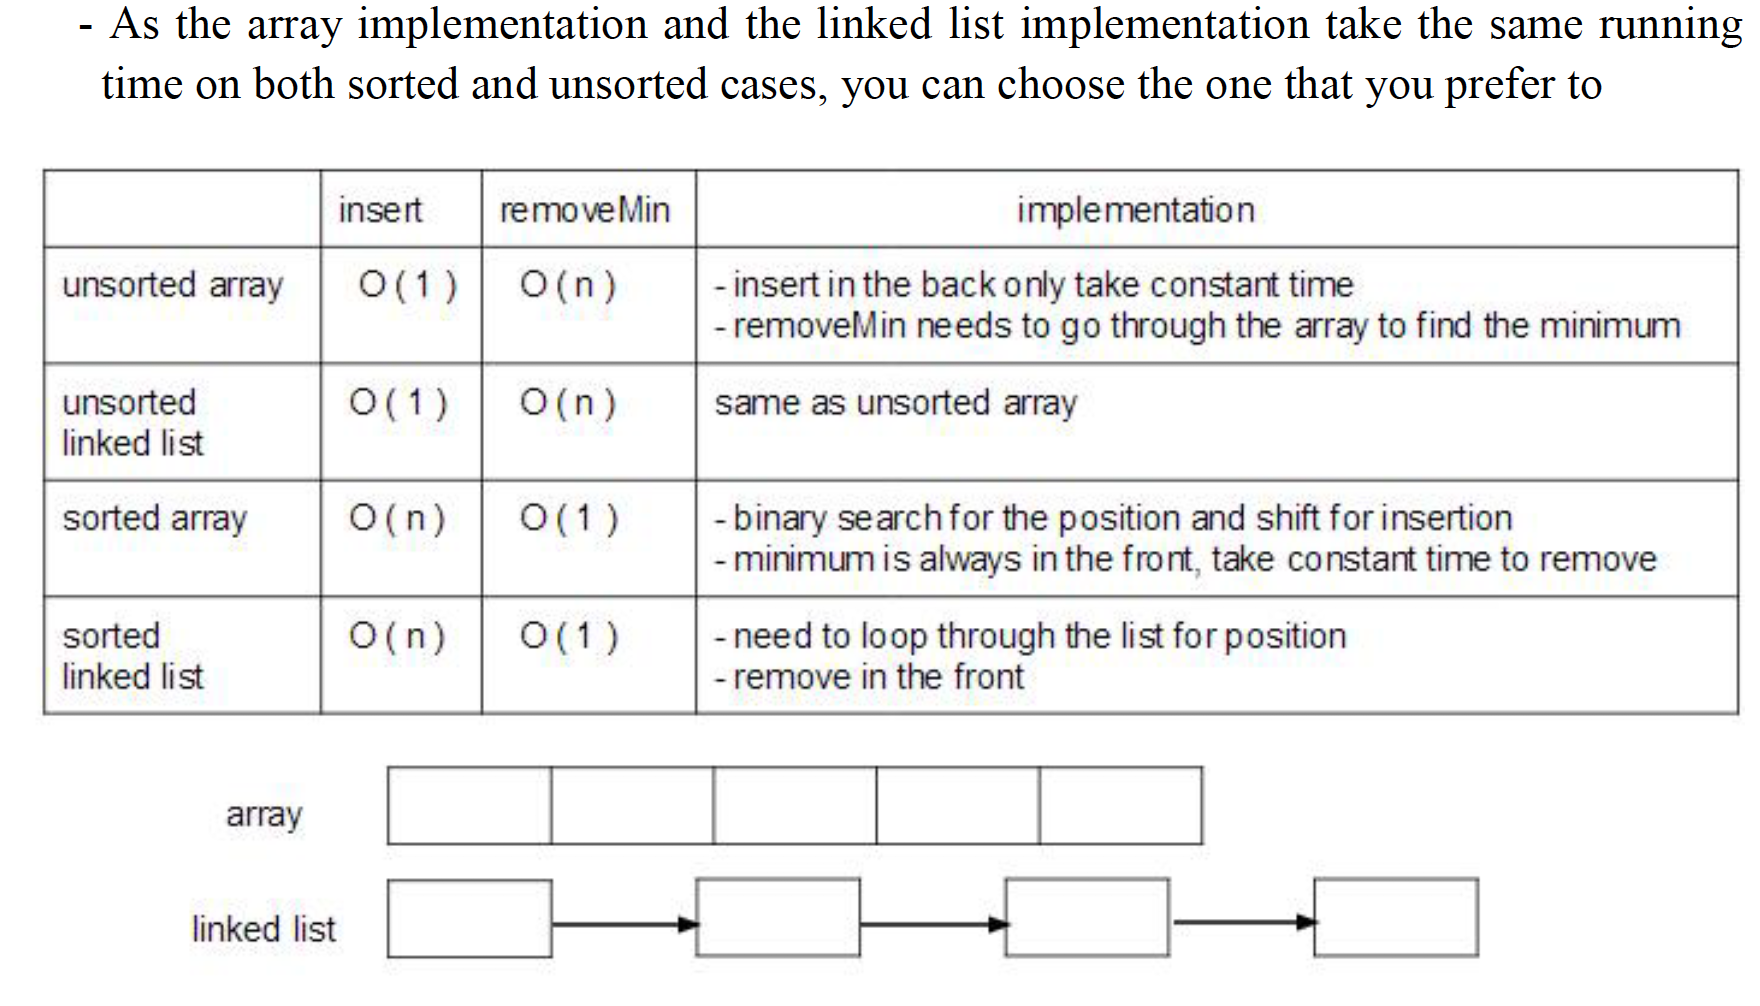 - As the array implementation and the linked list implementation take the same running
time on both sorted and unsorted cases, you can choose the one that you prefer to
insert removeMin implementation
unsorted array O(1) O(n) - insert in the back only take constant time
- removeMin needs to go through the array to find the minimum
unsorted O(1) O(n) same as unsorted array
linked list
sorted array O(n) O(1) - binary search for the position and shift for insertion
- minimum is always in the front, take constant time to remove
sorted O(n) O(1) - need to loop through the list for position
linked list - remove in the front
array
linked list